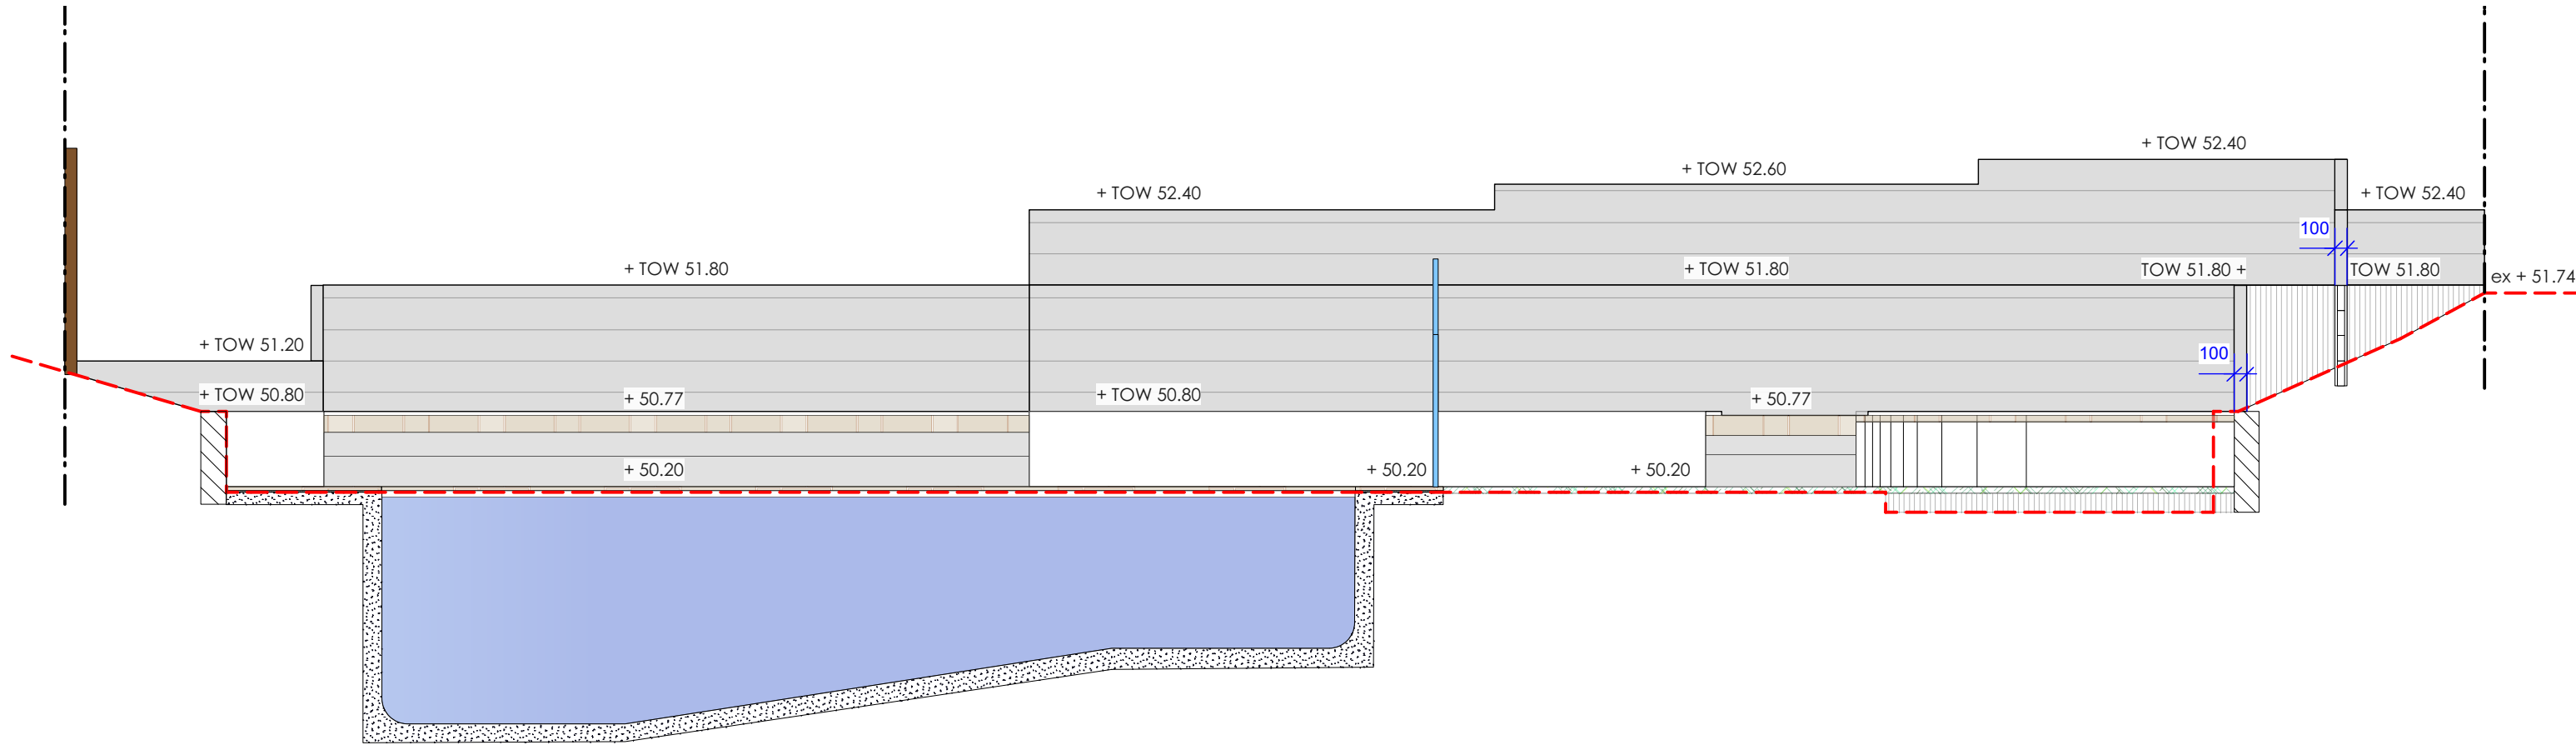 + TOW 52.40
+ TOW 52.60
+ TOW 52.40
+ TOW 52.40
100
+ TOW 51.80
+ TOW 51.80
TOW 51.80 +
TOW 51.80
ex + 51.74
+ TOW 51.20
100
+ TOW 50.80
+ 50.77
+ TOW 50.80
+ 50.77
+ 50.20
+ 50.20
+ 50.20